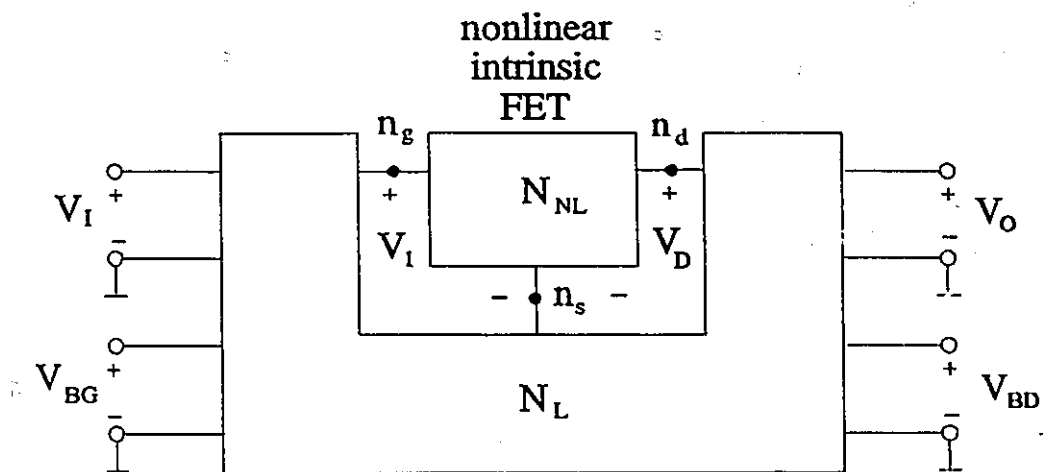 nonlinear
intrinsic
FET
n_g
n_d
+
N_NL
+
+
+
V_I
V_1
V_D
V_O
-
-
- n_s -
+
+
V_BG
N_L
V_BD
-
-